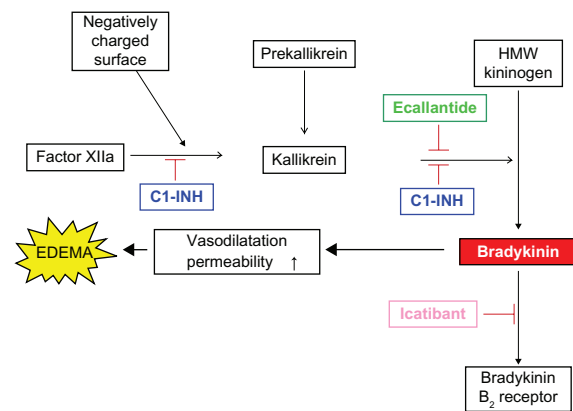 Negatively
charged
surface
Prekallikrein
HMW
kininogen
Ecallantide
Factor XIIa
Kallikrein
C1-INH
C1-INH
EDEMA
Vasodilatation
permeability ↑
Bradykinin
Icatibant
Bradykinin
B₂ receptor